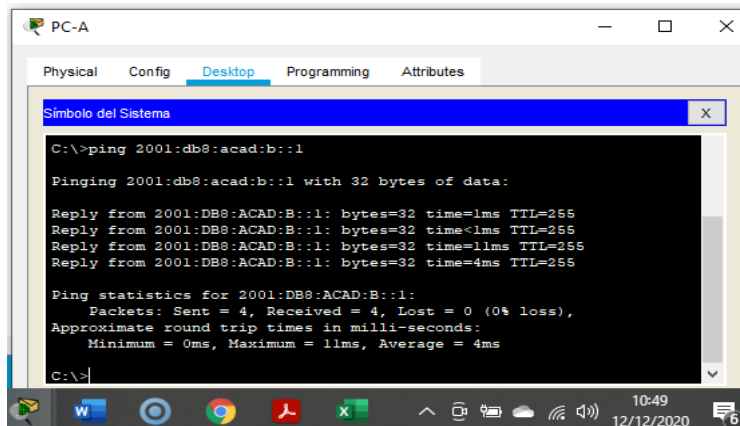 PC-A
Physical Config Desktop Programming Attributes
Símbolo del Sistema
X
C:\>ping 2001:db8:acad:b::1
Pinging 2001:db8:acad:b::1 with 32 bytes of data:
Reply from 2001:DB8:ACAD:B::1: bytes=32 time=1ms TTL=255
Reply from 2001:DB8:ACAD:B::1: bytes=32 time<1ms TTL=255
Reply from 2001:DB8:ACAD:B::1: bytes=32 time=11ms TTL=255
Reply from 2001:DB8:ACAD:B::1: bytes=32 time=4ms TTL=255
Ping statistics for 2001:DB8:ACAD:B::1:
Packets: Sent = 4, Received = 4, Lost = 0 (0% loss),
Approximate round trip times in milli-seconds:
Minimum = 0ms, Maximum = 11ms, Average = 4ms
C:\>
W
X
10:49
12/12/2020
6